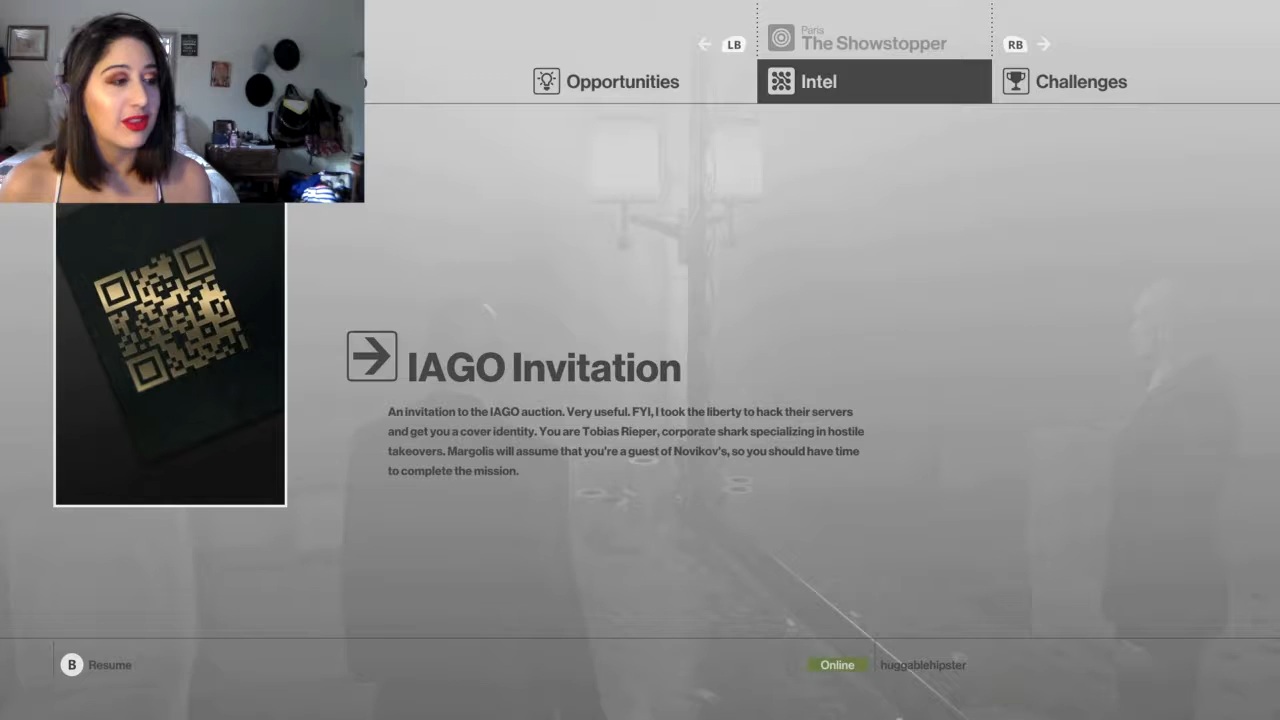 Paris
LB
The Showstopper
RB
Opportunities
Intel
Challenges
IAGO Invitation
An invitation to the IAGO auction. Very useful. FYI, I took the liberty to hack their servers
and get you a cover identity. You are Tobias Rieper, corporate shark specializing in hostile
takeovers. Margolis will assume that you're a guest of Novikov's, so you should have time
to complete the mission.
B Resume
Online
huggablehipster